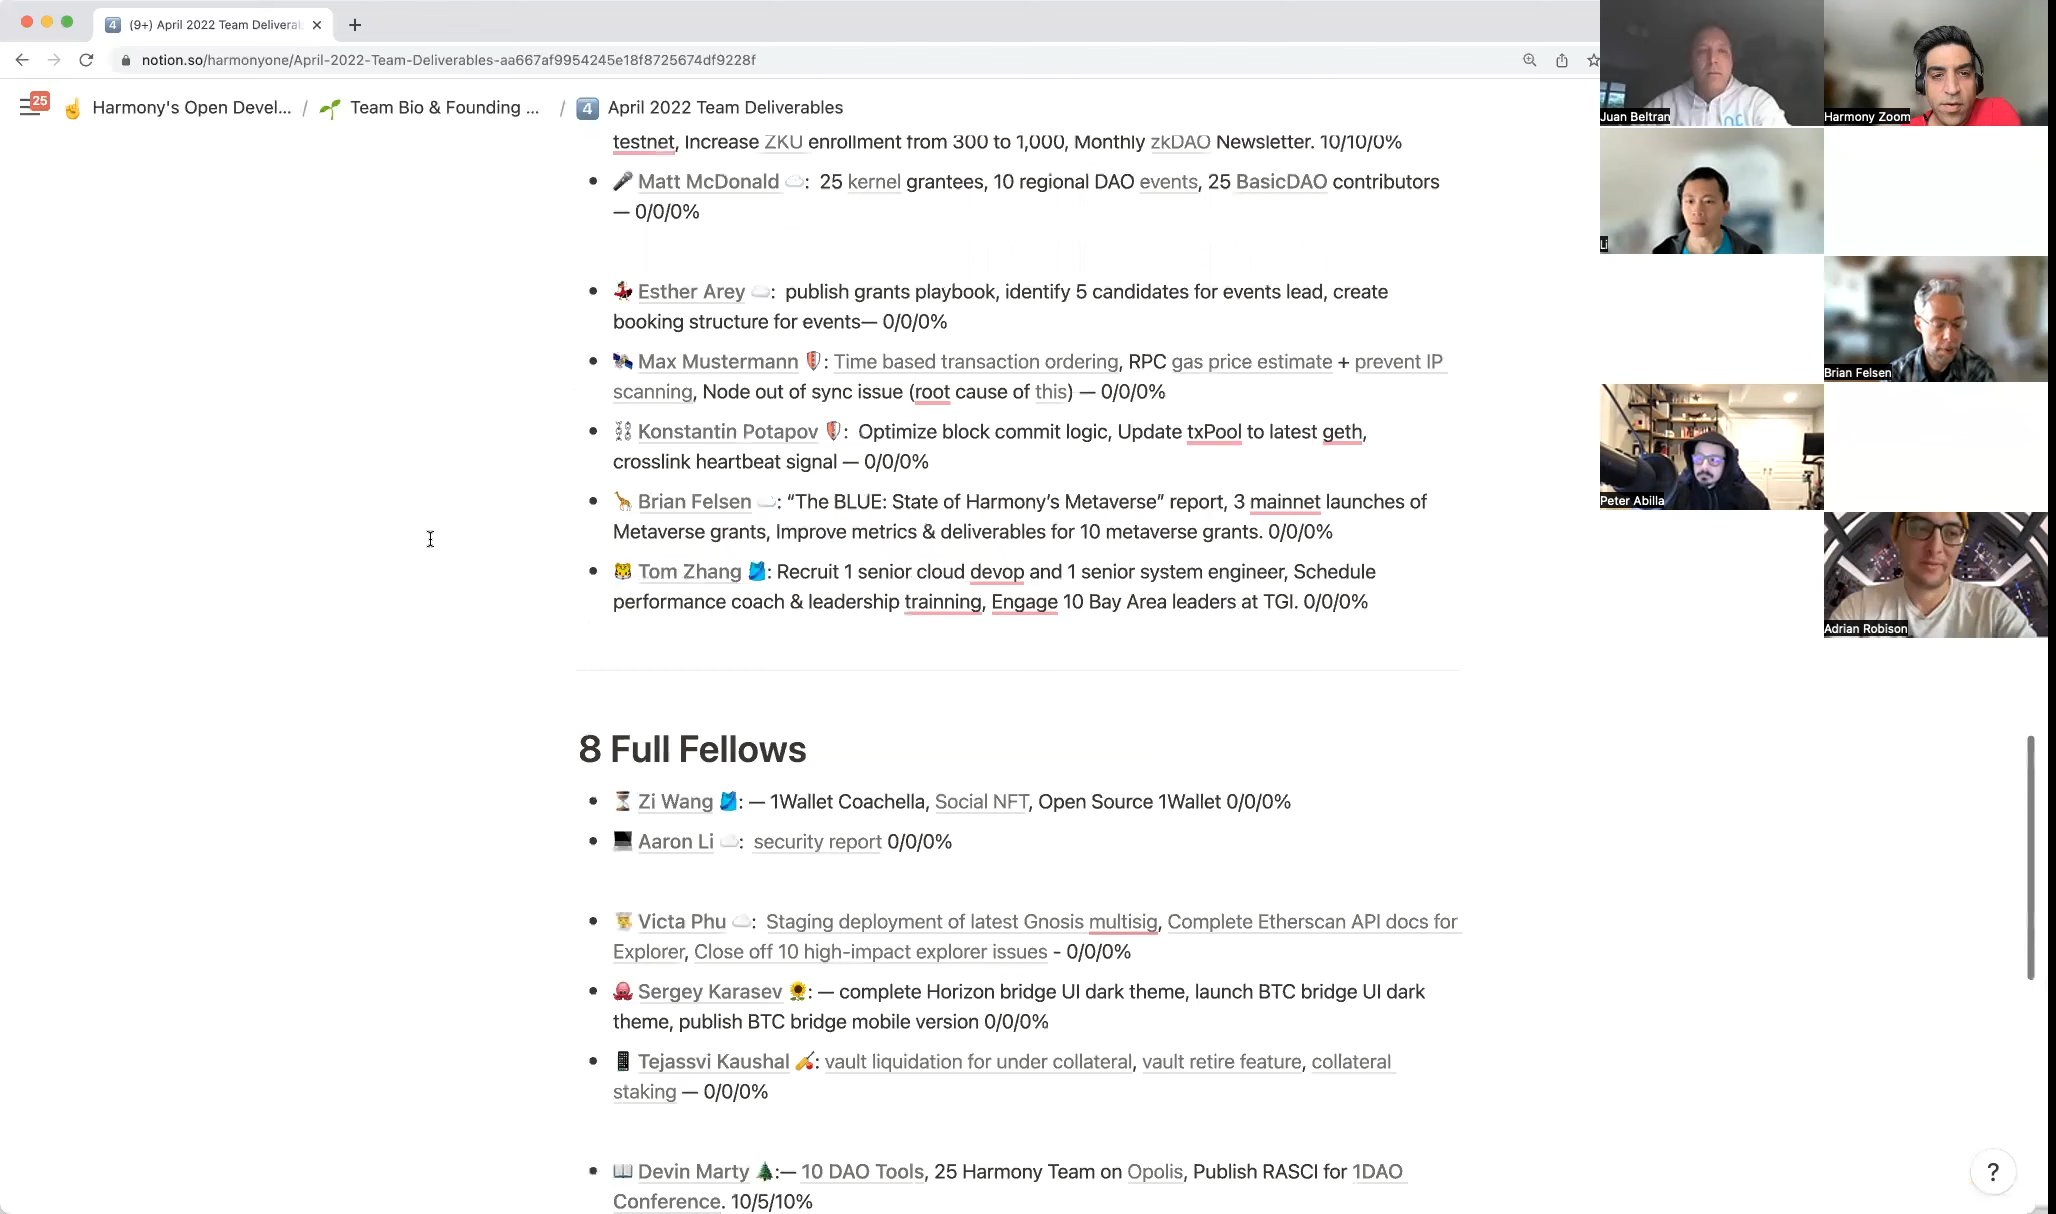 (9+) April 2022 Team Deliverab
notion.so/harmonyone/April-2022-Team-Deliverables-aa667af9954245e18f8725674df9228f
25
Harmony's Open Devel... / Team Bio & Founding ... / 4 April 2022 Team Deliverables
testnet, Increase ZKU enrollment from 300 to 1,000, Monthly zkDAO Newsletter. 10/10/0%
Matt McDonald : 25 kernel grantees, 10 regional DAO events, 25 BasicDAO contributors
— 0/0/0%
Esther Arey : publish grants playbook, identify 5 candidates for events lead, create
booking structure for events— 0/0/0%
Max Mustermann : Time based transaction ordering, RPC gas price estimate + prevent IP
scanning, Node out of sync issue (root cause of this) — 0/0/0%
Konstantin Potapov : Optimize block commit logic, Update txPool to latest geth,
crosslink heartbeat signal — 0/0/0%
Brian Felsen : “The BLUE: State of Harmony’s Metaverse” report, 3 mainnet launches of
Metaverse grants, Improve metrics & deliverables for 10 metaverse grants. 0/0/0%
Tom Zhang : Recruit 1 senior cloud devop and 1 senior system engineer, Schedule
performance coach & leadership trainning, Engage 10 Bay Area leaders at TGI. 0/0/0%
8 Full Fellows
Zi Wang : — 1Wallet Coachella, Social NFT, Open Source 1Wallet 0/0/0%
Aaron Li : security report 0/0/0%
Victa Phu : Staging deployment of latest Gnosis multisig, Complete Etherscan API docs for
Explorer, Close off 10 high-impact explorer issues - 0/0/0%
Sergey Karasev : — complete Horizon bridge UI dark theme, launch BTC bridge UI dark
theme, publish BTC bridge mobile version 0/0/0%
Tejassvi Kaushal : vault liquidation for under collateral, vault retire feature, collateral
staking — 0/0/0%
Devin Marty :— 10 DAO Tools, 25 Harmony Team on Opolis, Publish RASCI for 1DAO
Conference. 10/5/10%
Juan Beltran
Harmony Zoom
Li
Brian Felsen
Peter Abilla
Adrian Robison
?